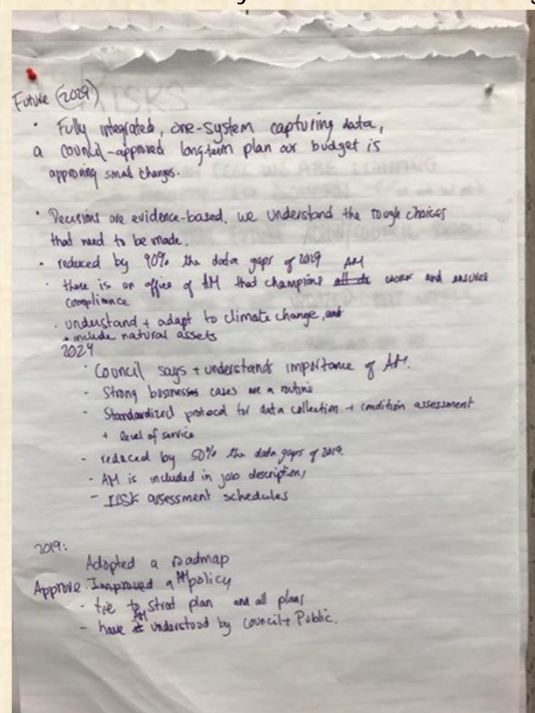 RISKS
Future (2029)
• Fully integrated, one-system capturing data,
a council-approved long-term plan our budget is
approving small changes.
• Decisions are evidence-based, we understand the tough choices
that need to be made.
• reduced by 90% the data gaps of 2019
• there is an office of AM that champions AM work and ensures
compliance
• understand + adapt to climate change, and
+ include natural assets
2024
- Council says + understands importance of AM.
- Strong business cases are a routine
- Standardized protocol for data collection + condition assessment
+ level of service
- reduced by 50% the data gaps of 2019
- AM is included in job description,
- risk assessment schedules
2019:
Adopted a roadmap
Approve Improved a AM policy
- tie to strat plan and all plans
- have AM understood by Council + Public.